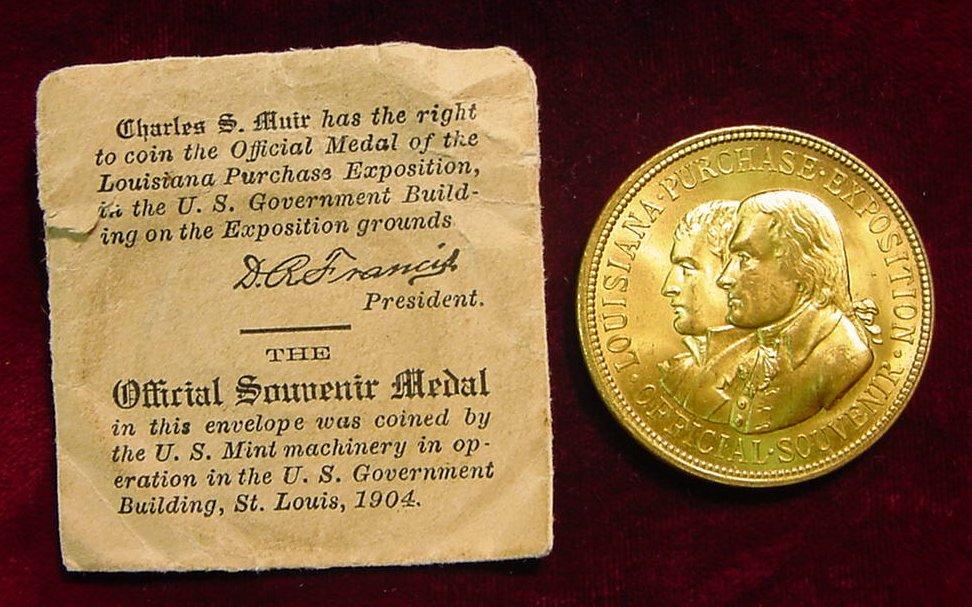 Charles S. Muir has the right
to coin the Official Medal of the
Louisiana Purchase Exposition,
in the U. S. Government Build-
ing on the Exposition grounds
D. R. Francis
President.
THE
Official Souvenir Medal
in this envelope was coined by
the U. S. Mint machinery in op-
eration in the U. S. Government
Building, St. Louis, 1904.
LOUISIANA·PURCHASE·EXPOSITION·
OFFICIAL·SOUVENIR·